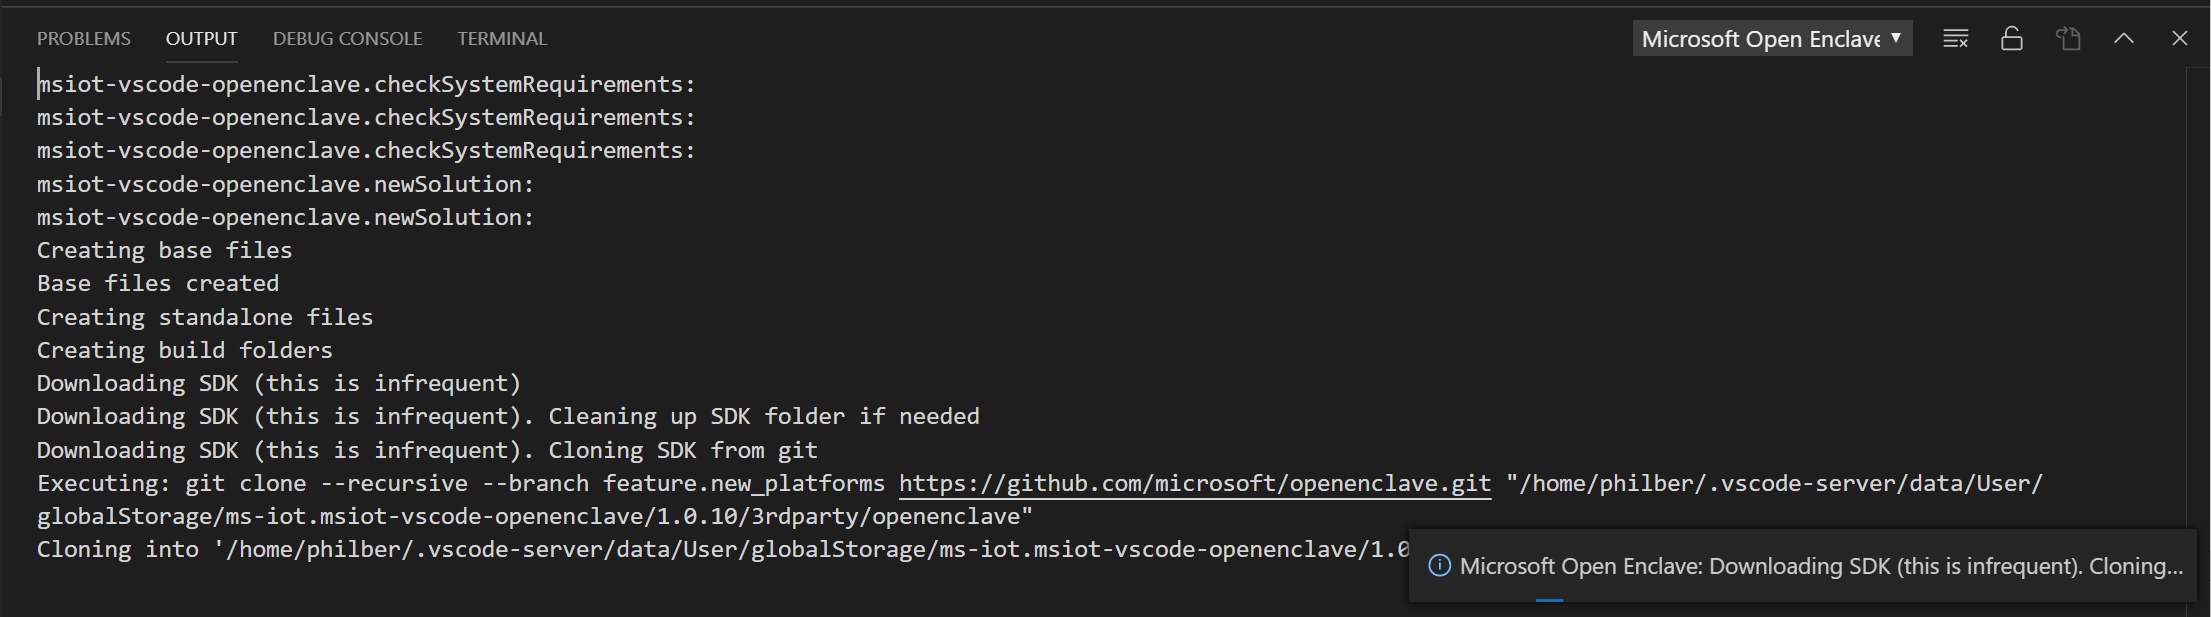 PROBLEMS OUTPUT DEBUG CONSOLE TERMINAL Microsoft Open Enclave
msiot-vscode-openenclave.checkSystemRequirements:
msiot-vscode-openenclave.checkSystemRequirements:
msiot-vscode-openenclave.checkSystemRequirements:
msiot-vscode-openenclave.newSolution:
msiot-vscode-openenclave.newSolution:
Creating base files
Base files created
Creating standalone files
Creating build folders
Downloading SDK (this is infrequent)
Downloading SDK (this is infrequent). Cleaning up SDK folder if needed
Downloading SDK (this is infrequent). Cloning SDK from git
Executing: git clone --recursive --branch feature.new_platforms https://github.com/microsoft/openenclave.git "/home/philber/.vscode-server/data/User/
globalStorage/ms-iot.msiot-vscode-openenclave/1.0.10/3rdparty/openenclave"
Cloning into '/home/philber/.vscode-server/data/User/globalStorage/ms-iot.msiot-vscode-openenclave/1.0
Microsoft Open Enclave: Downloading SDK (this is infrequent). Cloning...